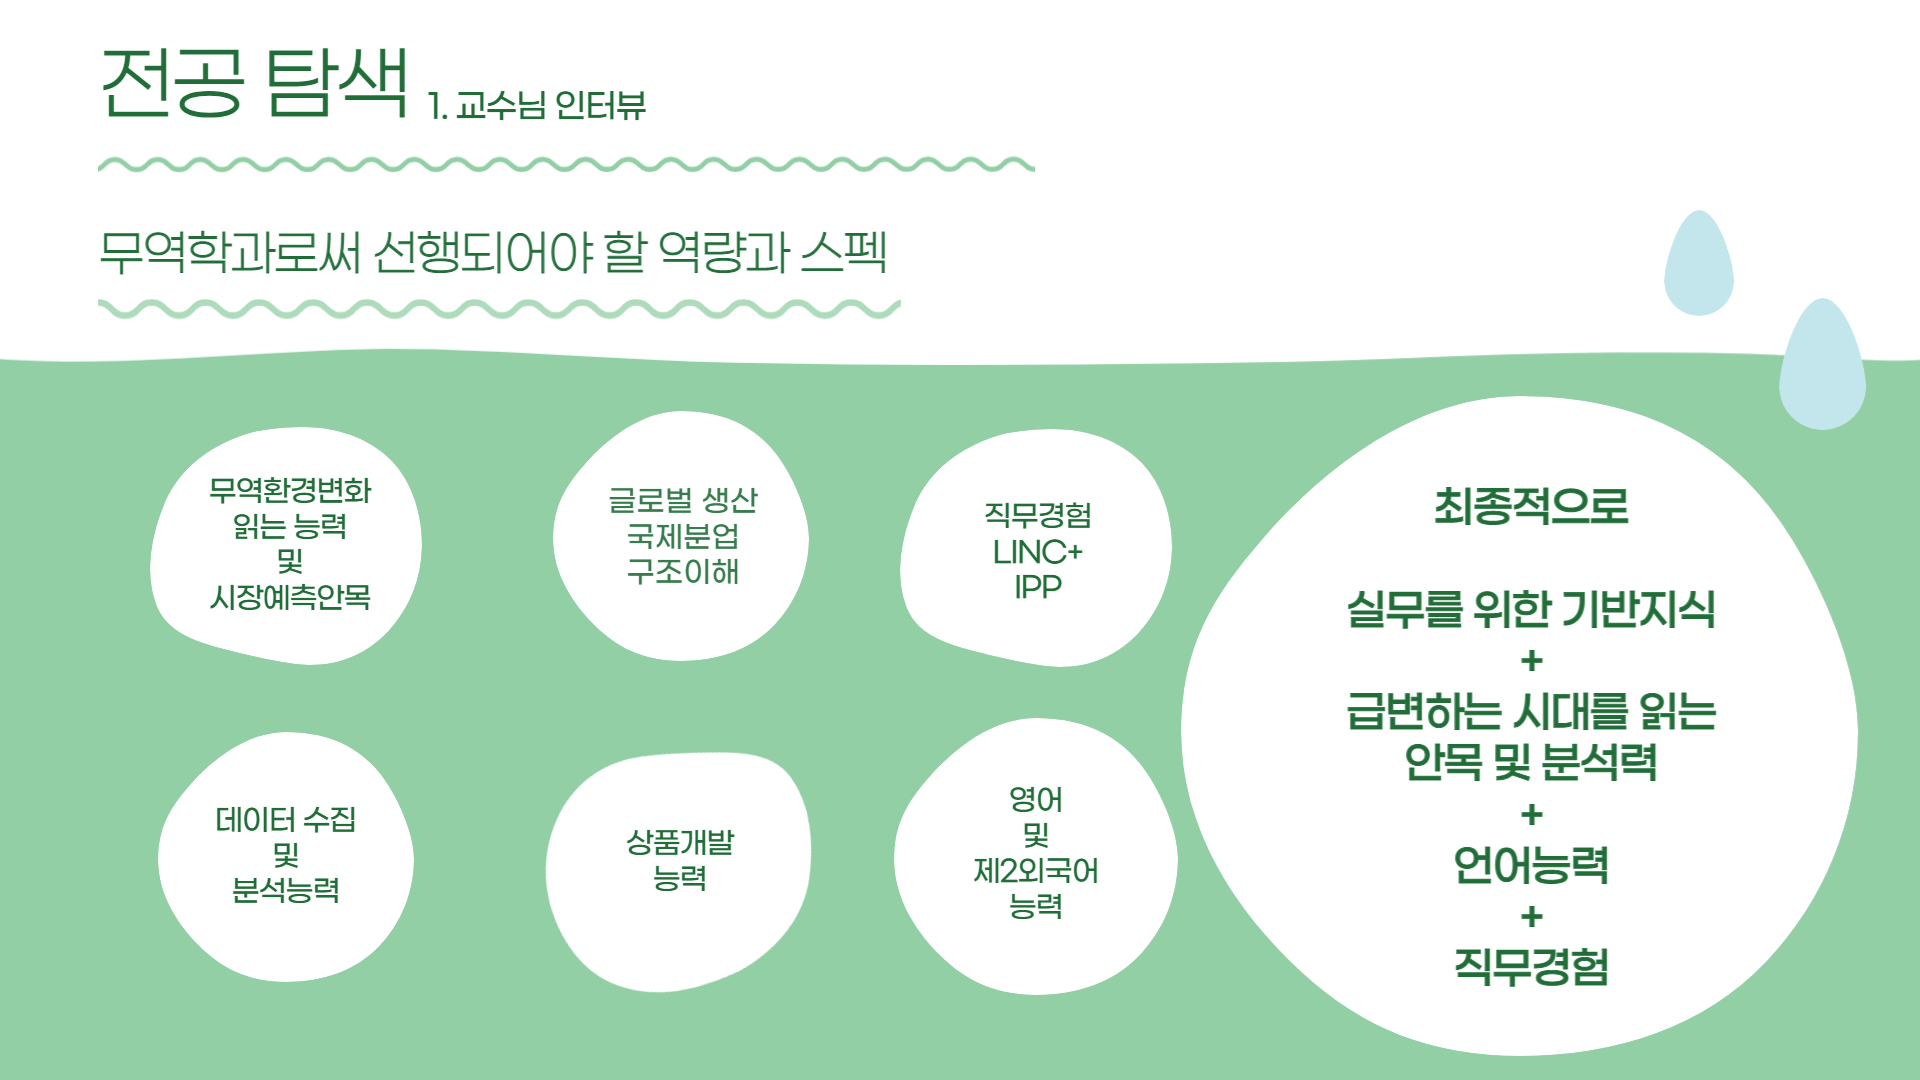 전공 탐색 1. 교수님 인터뷰
무역학과로써 선행되어야 할 역량과 스펙
무역환경변화
읽는 능력
및
시장예측안목
글로벌 생산
국제분업
구조이해
직무경험
LINC+
IPP
데이터 수집
및
분석능력
상품개발
능력
영어
및
제2외국어
능력
최종적으로
실무를 위한 기반지식
+
급변하는 시대를 읽는
안목 및 분석력
+
언어능력
+
직무경험